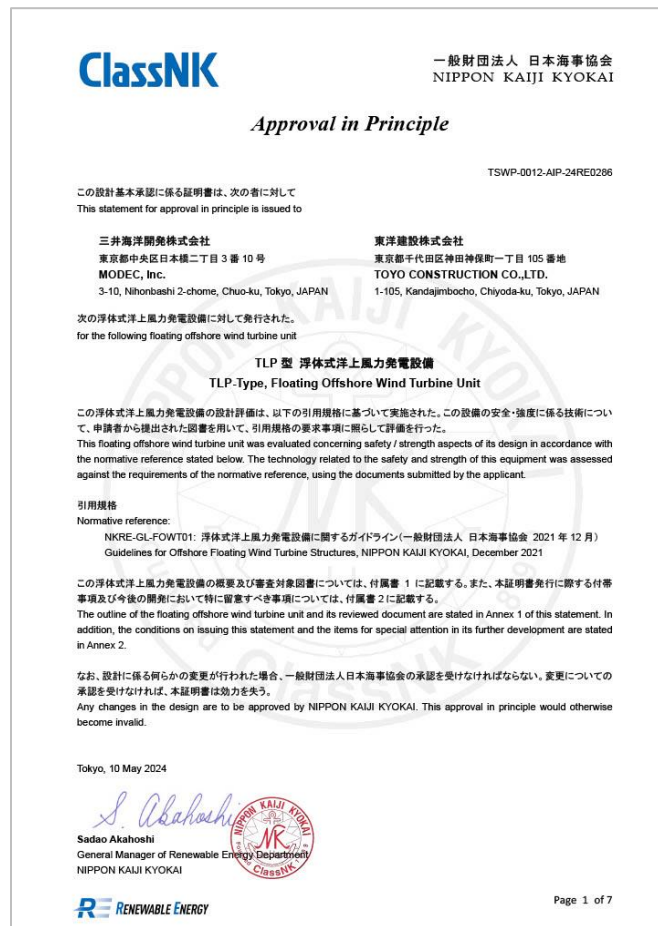 ClassNK
一般財団法人 日本海事協会
NIPPON KAIJI KYOKAI
Approval in Principle
TSWP-0012-AIP-24RE0286
この設計基本承認に係る証明書は、次の者に対して
This statement for approval in principle is issued to
三井海洋開発株式会社
東京都中央区日本橋二丁目 3 番 10 号
MODEC, Inc.
3-10, Nihonbashi 2-chome, Chuo-ku, Tokyo, JAPAN
東洋建設株式会社
東京都千代田区神田神保町一丁目 105 番地
TOYO CONSTRUCTION CO.,LTD.
1-105, Kandajimbocho, Chiyoda-ku, Tokyo, JAPAN
次の浮体式洋上風力発電設備に対して発行された。
for the following floating offshore wind turbine unit
TLP 型 浮体式洋上風力発電設備
TLP-Type, Floating Offshore Wind Turbine Unit
この浮体式洋上風力発電設備の設計評価は、以下の引用規格に基づいて実施された。この設備の安全・強度に係る技術につい
て、申請者から提出された図書を用いて、引用規格の要求事項に照らして評価を行った。
This floating offshore wind turbine unit was evaluated concerning safety / strength aspects of its design in accordance with
the normative reference stated below. The technology related to the safety and strength of this equipment was assessed
against the requirements of the normative reference, using the documents submitted by the applicant.
引用規格
Normative reference:
NKRE-GL-FOWT01: 浮体式洋上風力発電設備に関するガイドライン(一般財団法人 日本海事協会 2021 年 12 月)
Guidelines for Offshore Floating Wind Turbine Structures, NIPPON KAIJI KYOKAI, December 2021
この浮体式洋上風力発電設備の概要及び審査対象図書については、付属書 1 に記載する。また、本証明書発行に際する付帯
事項及び今後の開発において特に留意すべき事項については、付属書 2 に記載する。
The outline of the floating offshore wind turbine unit and its reviewed document are stated in Annex 1 of this statement. In
addition, the conditions on issuing this statement and the items for special attention in its further development are stated
in Annex 2.
なお、設計に係る何らかの変更が行われた場合、一般財団法人日本海事協会の承認を受けなければならない。変更についての
承認を受けなければ、本証明書は効力を失う。
Any changes in the design are to be approved by NIPPON KAIJI KYOKAI. This approval in principle would otherwise
become invalid.
Tokyo, 10 May 2024
S. Akahoshi
Sadao Akahoshi
General Manager of Renewable Energy Department
NIPPON KAIJI KYOKAI
NIPPON KAIJI KYOKAI
NK
ClassNK
RE RENEWABLE ENERGY
Page 1 of 7